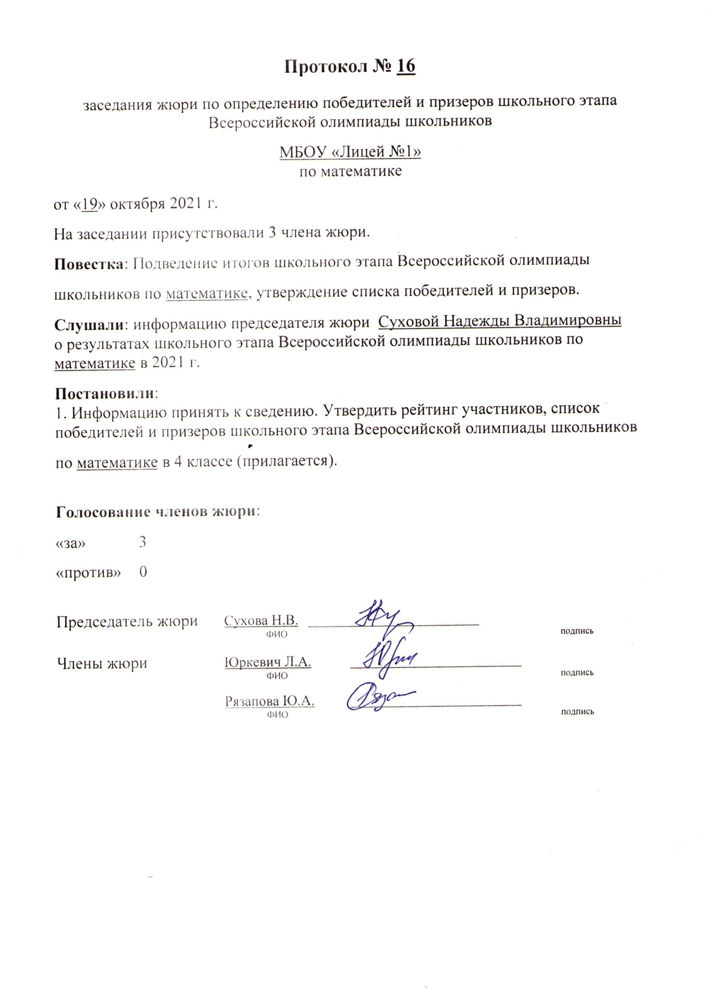 Протокол № 16
заседания жюри по определению победителей и призеров школьного этапа
Всероссийской олимпиады школьников
МБОУ «Лицей №1»
по математике
от «19» октября 2021 г.
На заседании присутствовали 3 члена жюри.
Повестка: Подведение итогов школьного этапа Всероссийской олимпиады
школьников по математике, утверждение списка победителей и призеров.
Слушали: информацию председателя жюри Суховой Надежды Владимировны
о результатах школьного этапа Всероссийской олимпиады школьников по
математике в 2021 г.
Постановили:
1. Информацию принять к сведению. Утвердить рейтинг участников, список
победителей и призеров школьного этапа Всероссийской олимпиады школьников
по математике в 4 классе (прилагается).
Голосование членов жюри:
«за» 3
«против» 0
Председатель жюри Сухова Н.В.
ФИО подпись
Члены жюри Юркевич Л.А.
ФИО подпись
Рязапова Ю.А.
ФИО подпись